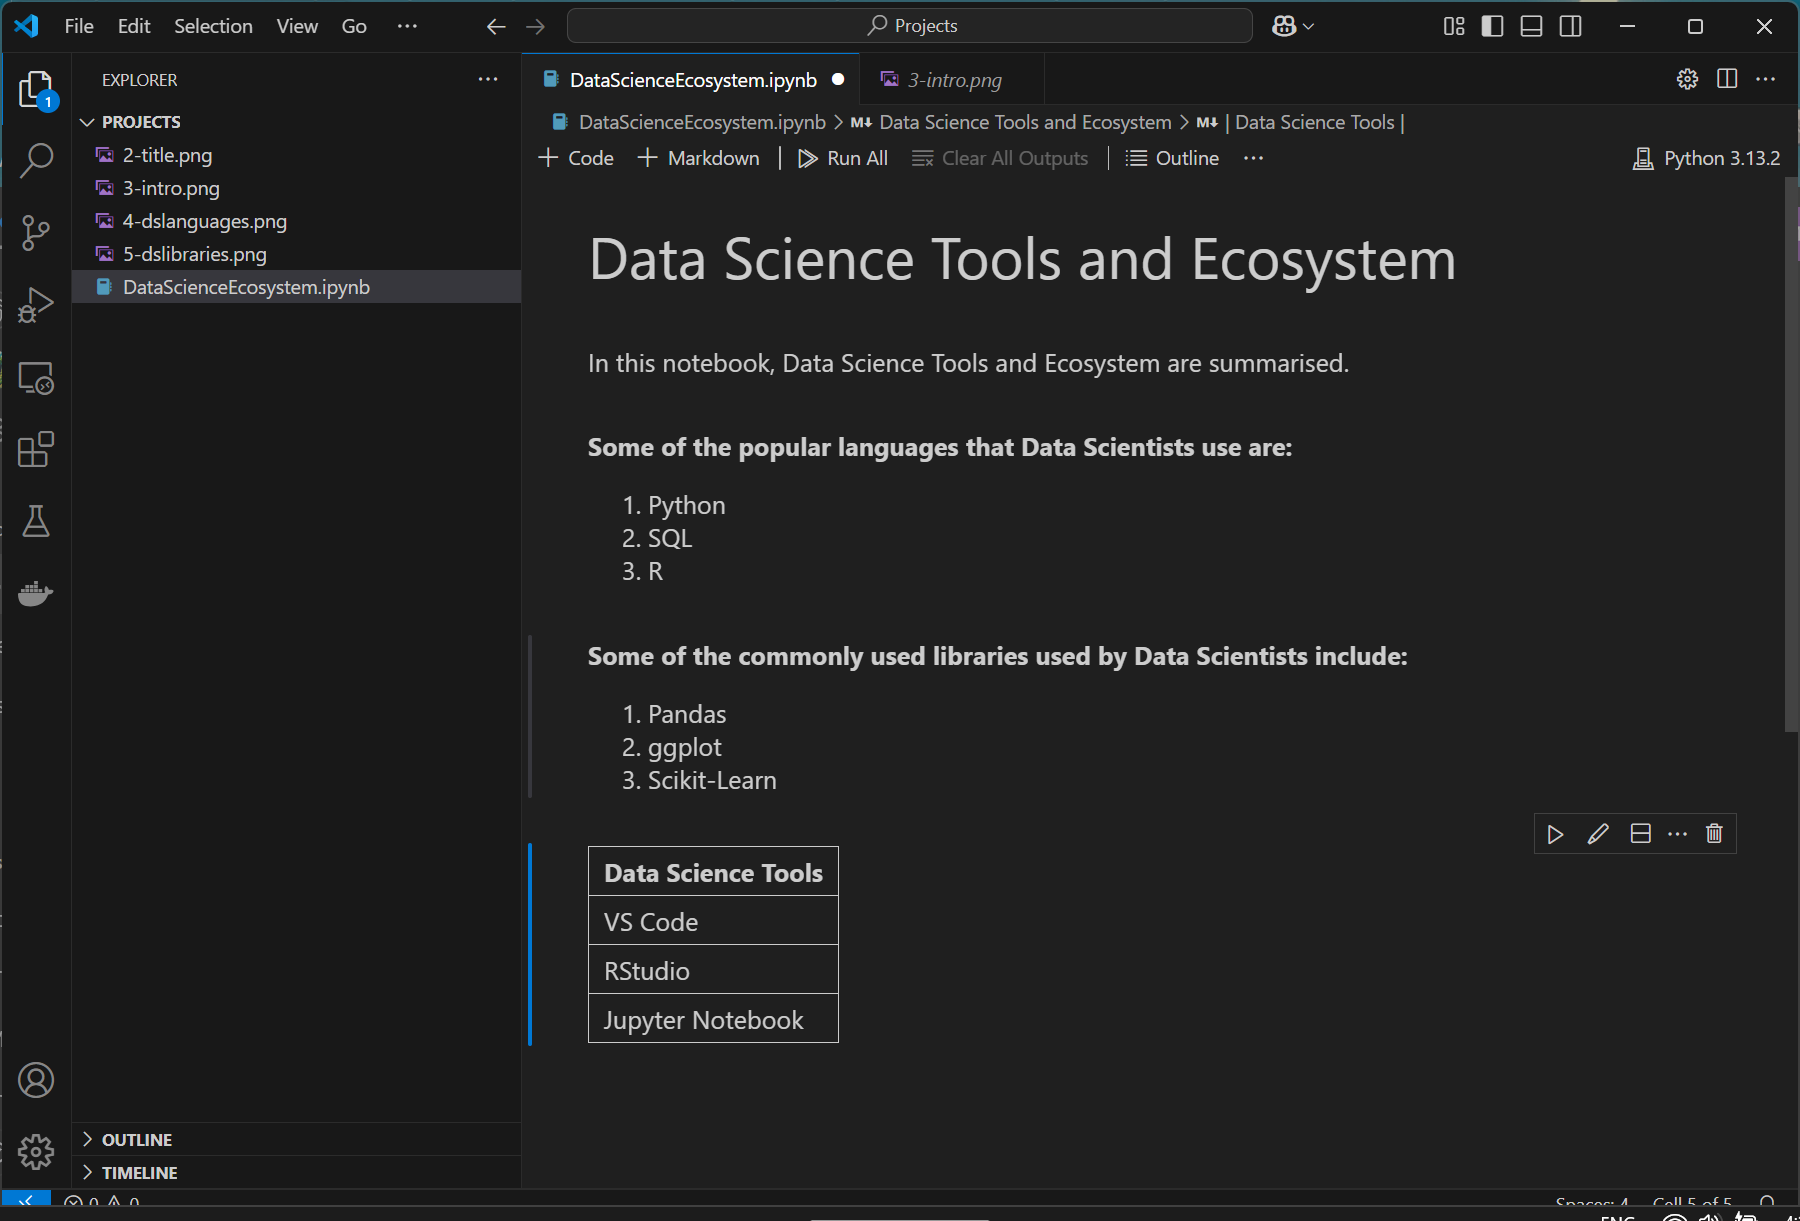 File Edit Selection View Go ··· Projects
EXPLORER ···
PROJECTS
2-title.png
3-intro.png
4-dslanguages.png
5-dslibraries.png
DataScienceEcosystem.ipynb
OUTLINE
TIMELINE
1
DataScienceEcosystem.ipynb 3-intro.png
DataScienceEcosystem.ipynb > M↓ Data Science Tools and Ecosystem > M↓ | Data Science Tools |
+ Code + Markdown | Run All Clear All Outputs | Outline ··· Python 3.13.2
Data Science Tools and Ecosystem
In this notebook, Data Science Tools and Ecosystem are summarised.
Some of the popular languages that Data Scientists use are:
1. Python
2. SQL
3. R
Some of the commonly used libraries used by Data Scientists include:
1. Pandas
2. ggplot
3. Scikit-Learn
Data Science Tools
VS Code
RStudio
Jupyter Notebook
0 0 Spaces: 4 Cell 5 of 5
ENG